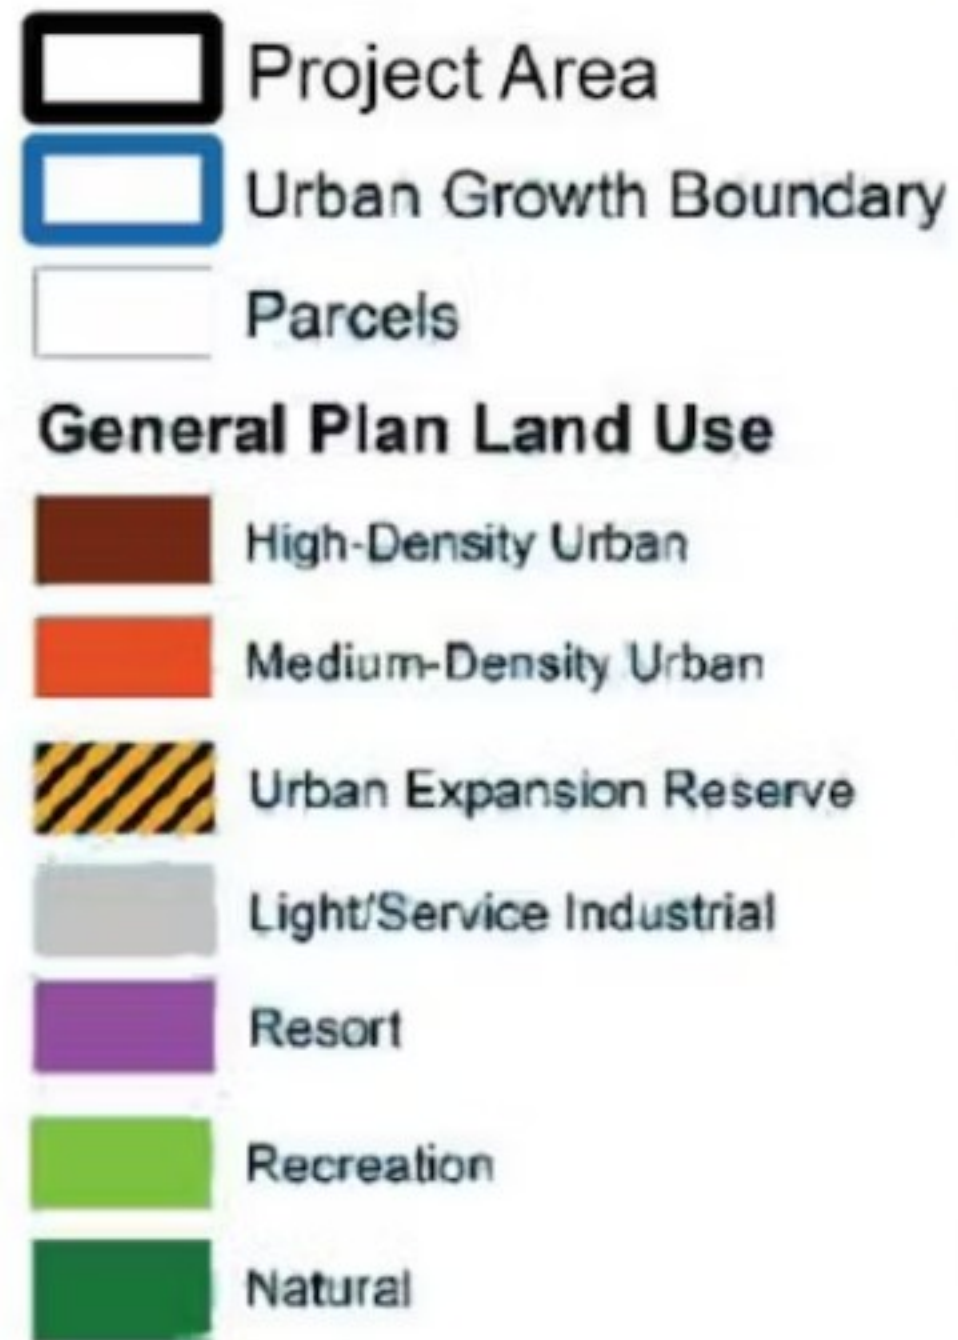 Project Area
Urban Growth Boundary
Parcels
General Plan Land Use
High-Density Urban
Medium-Density Urban
Urban Expansion Reserve
Light/Service Industrial
Resort
Recreation
Natural